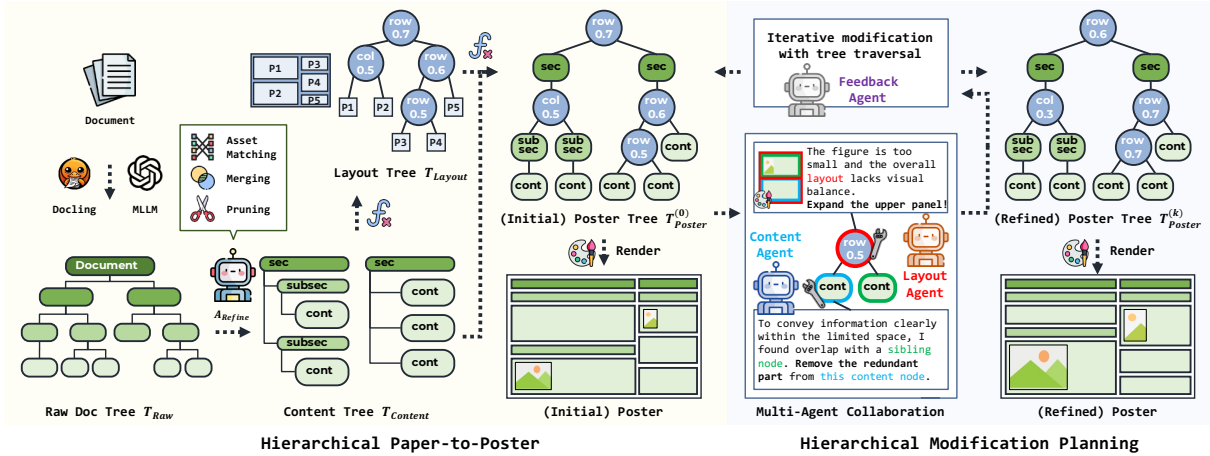 Document
Docling
MLLM
Asset
Matching
Merging
Pruning
Document
A_Refine
Raw Doc Tree T_Raw
P1
P2
P3
P4
P5
row
0.7
col
0.5
row
0.6
P1
P2
row
0.5
P5
P3
P4
Layout Tree T_Layout
sec
subsec
cont
subsec
cont
sec
cont
cont
cont
Content Tree T_Content
row
0.7
sec
sec
col
0.5
row
0.6
sub
sec
sub
sec
row
0.5
cont
cont
cont
cont
cont
(Initial) Poster Tree T_Poster^(0)
Render
(Initial) Poster
Hierarchical Paper-to-Poster
Iterative modification
with tree traversal
Feedback
Agent
The figure is too
small and the overall
layout lacks visual
balance.
Expand the upper panel!
Content
Agent
row
0.5
cont
cont
Layout
Agent
To convey information clearly
within the limited space, I
found overlap with a sibling
node. Remove the redundant
part from this content node.
Multi-Agent Collaboration
row
0.6
sec
sec
col
0.3
row
0.7
sub
sec
sub
sec
row
0.7
cont
cont
cont
cont
cont
(Refined) Poster Tree T_Poster^(k)
Render
(Refined) Poster
Hierarchical Modification Planning